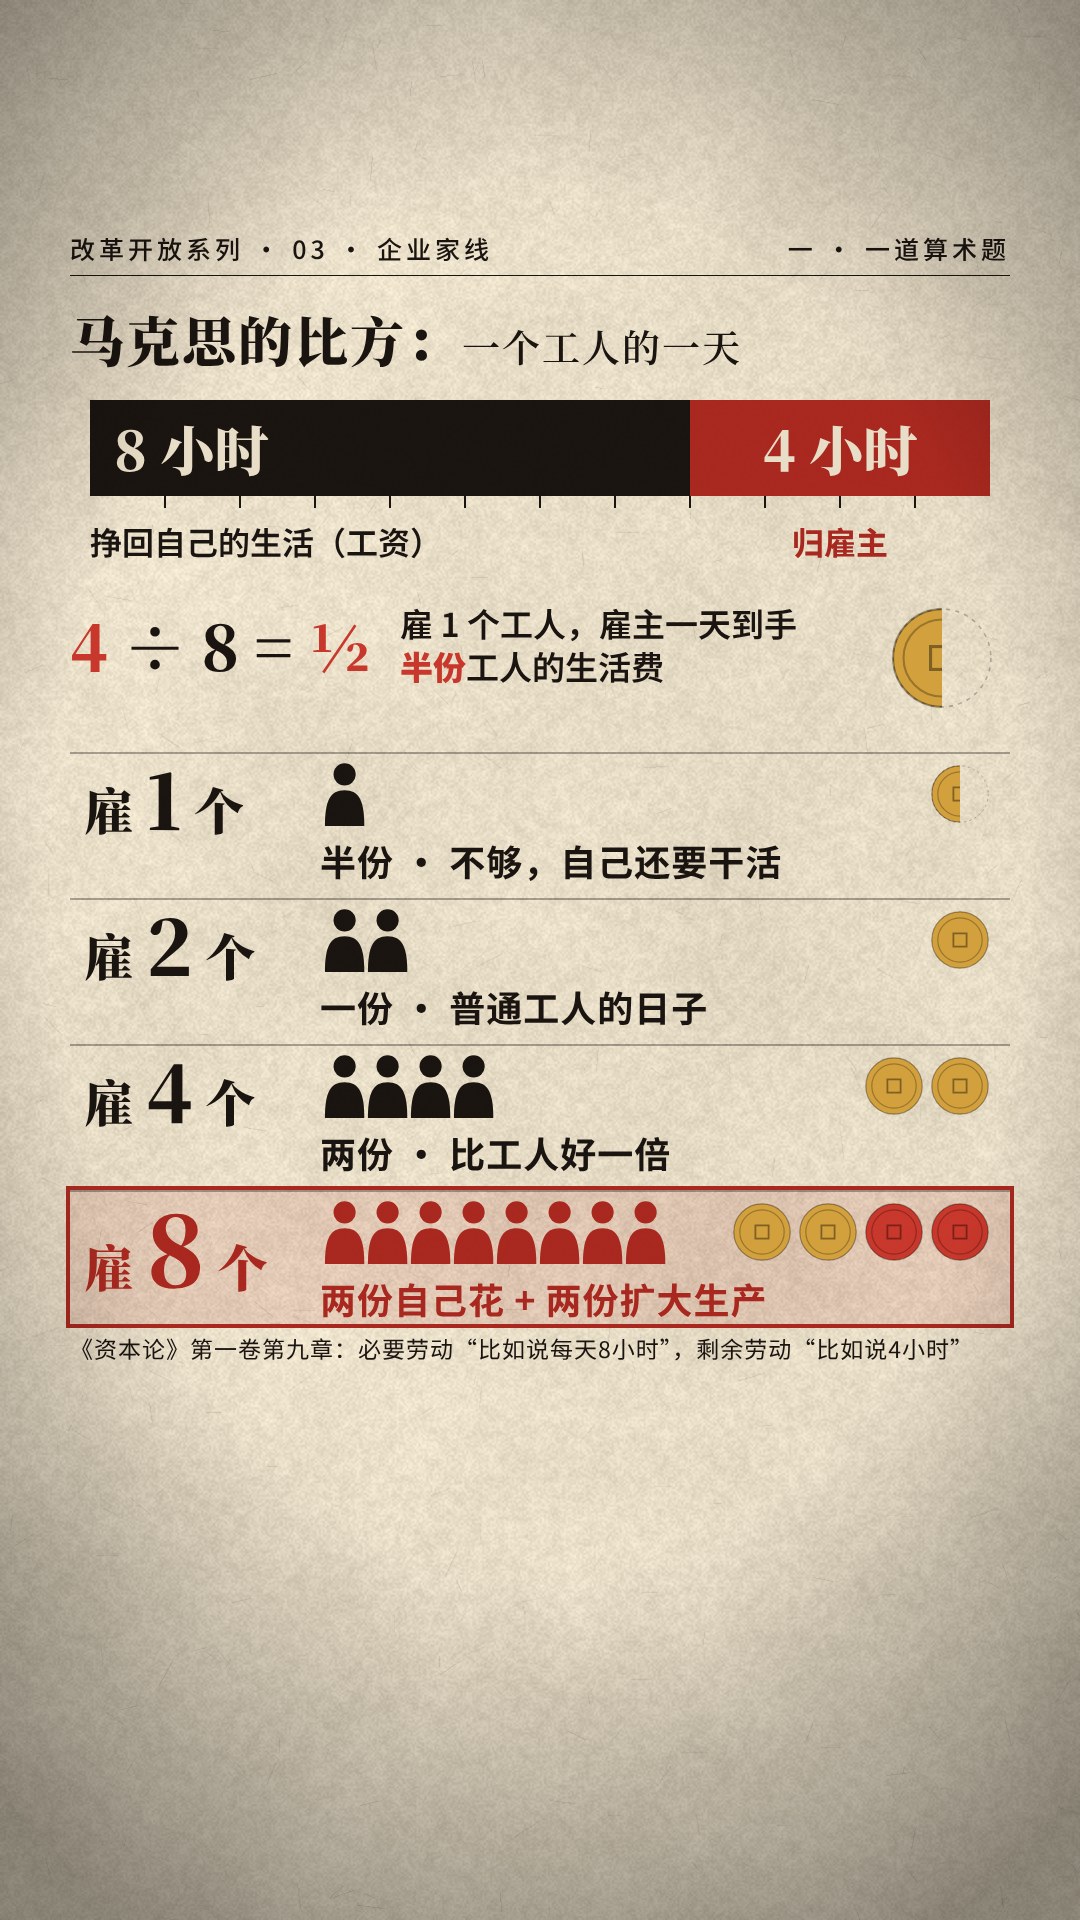 改革开放系列 · 03 · 企业家线
一 · 一道算术题
马克思的比方：一个工人的一天
8 小时
4 小时
挣回自己的生活（工资）
归雇主
4 ÷ 8 = ½
雇 1 个工人，雇主一天到手
半份工人的生活费
雇 1 个
半份 · 不够，自己还要干活
雇 2 个
一份 · 普通工人的日子
雇 4 个
两份 · 比工人好一倍
雇 8 个
两份自己花 + 两份扩大生产
《资本论》第一卷第九章：必要劳动“比如说每天8小时”，剩余劳动“比如说4小时”